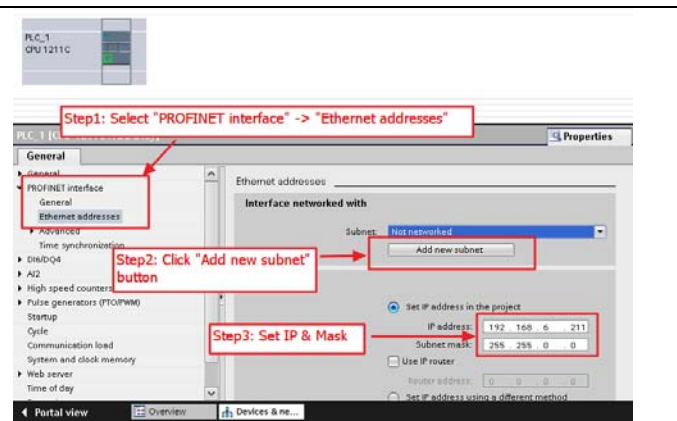 PLC_1
CPU 1211C
Step1: Select "PROFINET interface" -> "Ethernet addresses"
Properties
General
General
PROFINET interface
General
Ethernet addresses
Advanced
Time synchronization
DI6/DQ4
AI2
High speed counters
Pulse generators (PTO/PWM)
Startup
Cycle
Communication load
System and clock memory
Web server
Time of day
Ethernet addresses
Interface networked with
Subnet: Not networked
Add new subnet
Step2: Click "Add new subnet"
button
Set IP address in the project
IP address: 192 . 168 . 6 . 211
Step3: Set IP & Mask
Subnet mask: 255 . 255 . 0 . 0
Use IP router
Router address: 0 . 0 . 0 . 0
Set IP address using a different method
Portal view
Overview
Devices & ne...